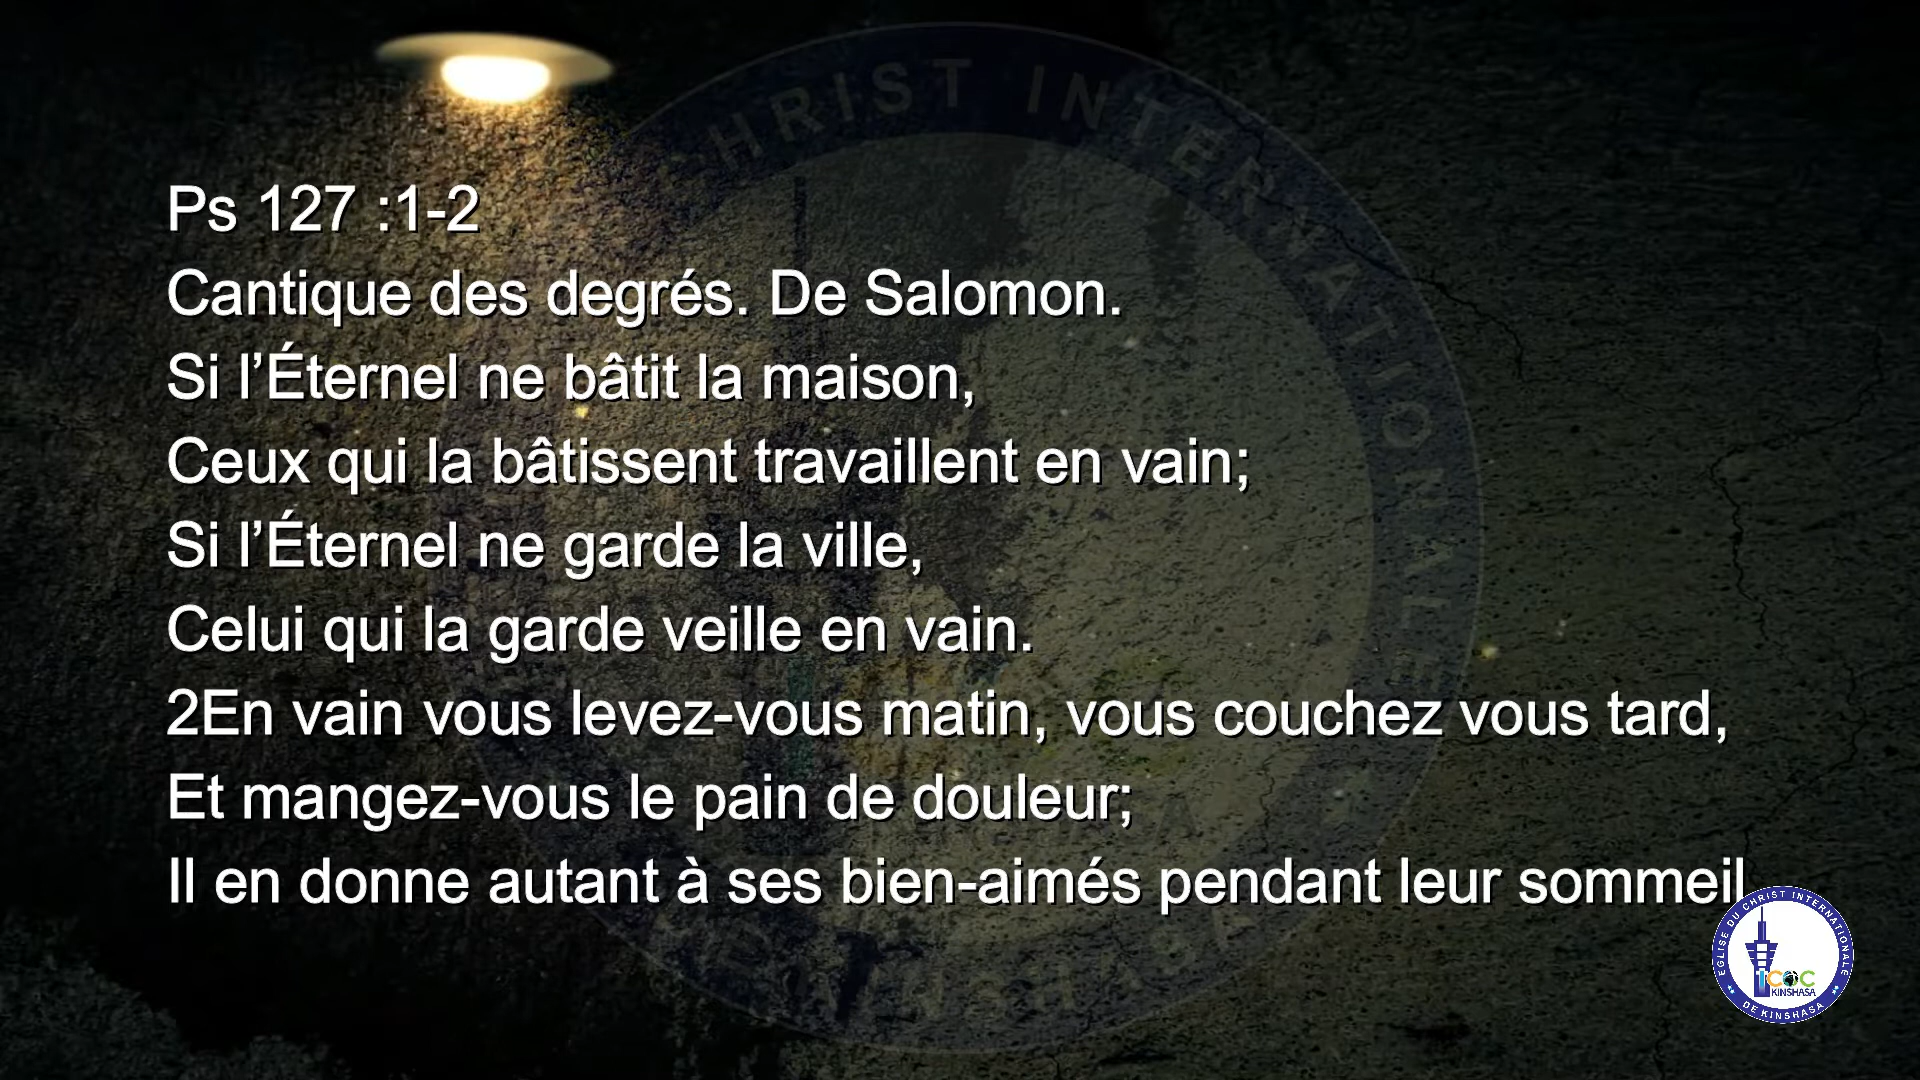 Ps 127 :1-2
Cantique des degrés. De Salomon.
Si l’Éternel ne bâtit la maison,
Ceux qui la bâtissent travaillent en vain;
Si l’Éternel ne garde la ville,
Celui qui la garde veille en vain.
2En vain vous levez-vous matin, vous couchez vous tard,
Et mangez-vous le pain de douleur;
Il en donne autant à ses bien-aimés pendant leur sommeil
EGLISE DU CHRIST INTERNATIONALE
ICOC
KINSHASA
DE KINSHASA
CHRIST INTERNATIONALE